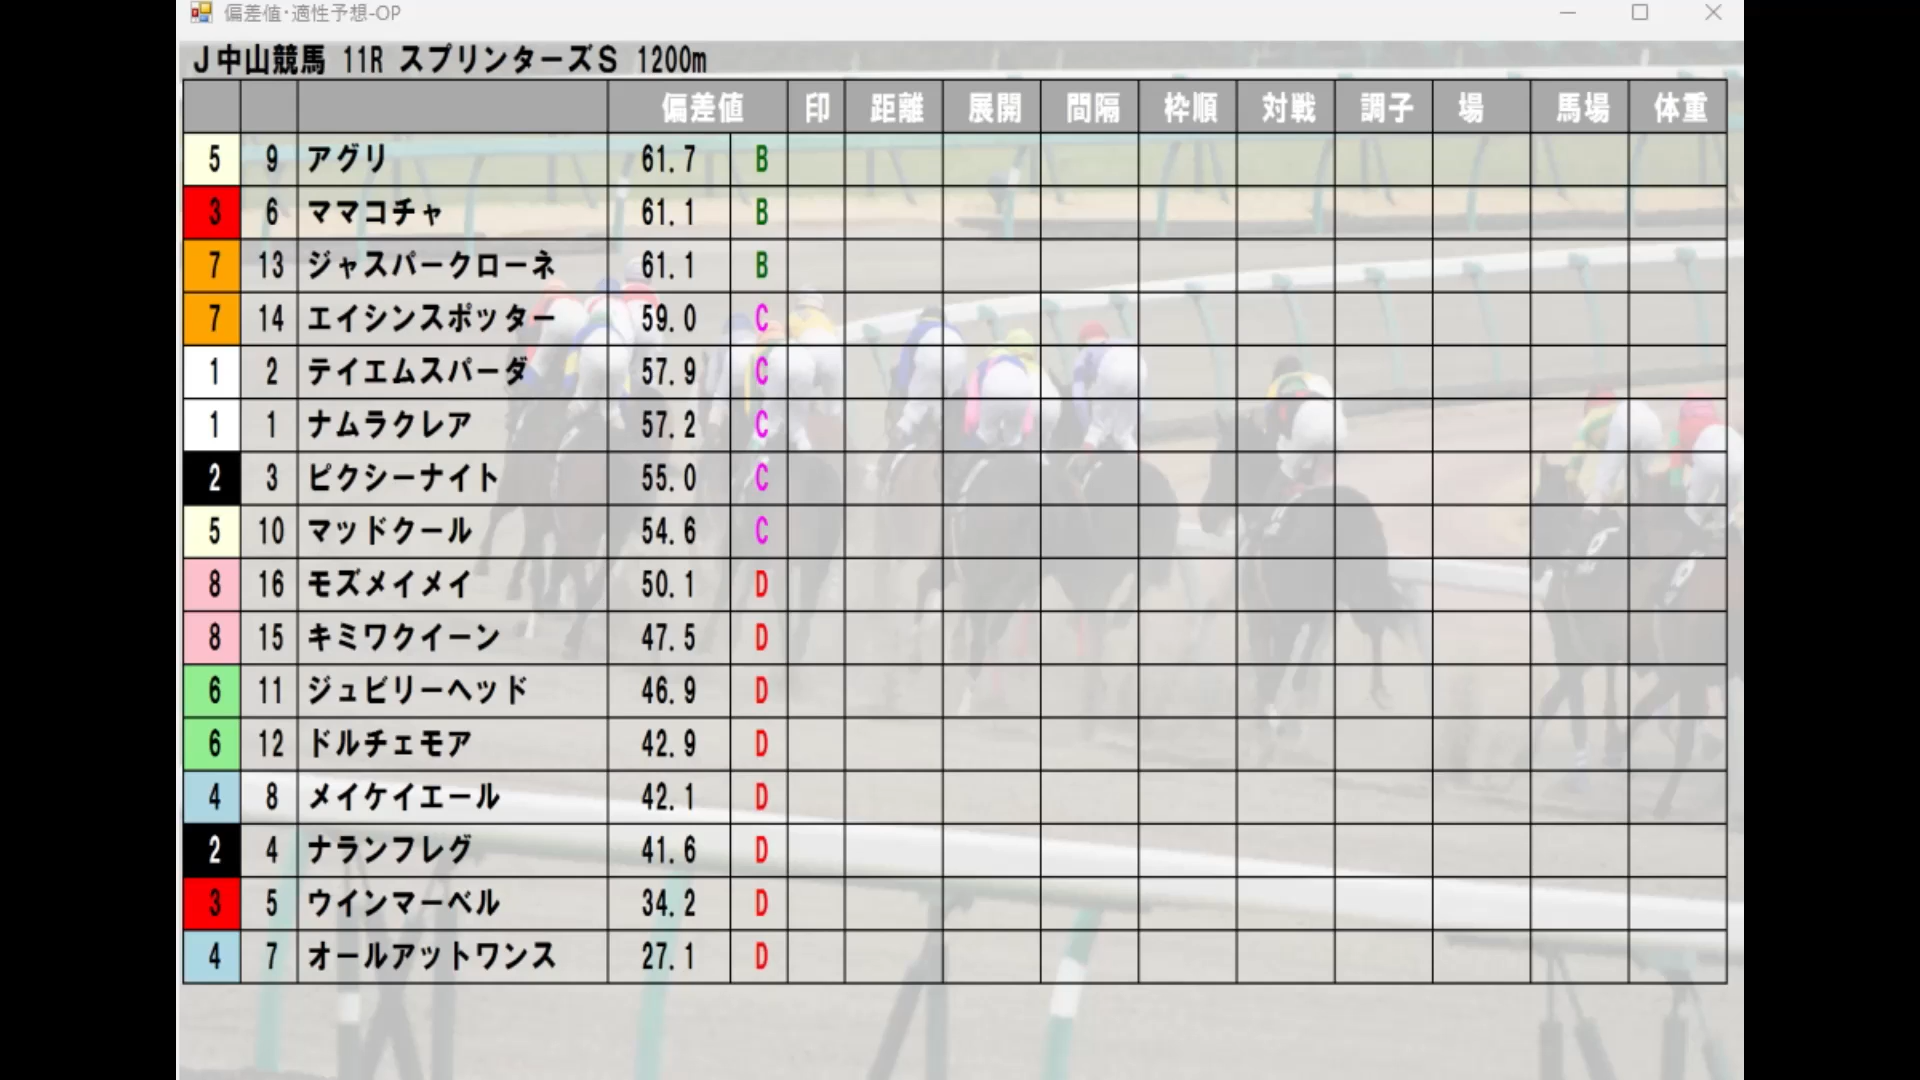 偏差値・適性予想-OP
J中山競馬 11R スプリンターズS 1200m
偏差値 印 距離 展開 間隔 枠順 対戦 調子 場 馬場 体重
5 9 アグリ 61.7 B
3 6 ママコチャ 61.1 B
7 13 ジャスパークローネ 61.1 B
7 14 エイシンスポッター 59.0 C
1 2 テイエムスパーダ 57.9 C
1 1 ナムラクレア 57.2 C
2 3 ピクシーナイト 55.0 C
5 10 マッドクール 54.6 C
8 16 モズメイメイ 50.1 D
8 15 キミワクイーン 47.5 D
6 11 ジュビリーヘッド 46.9 D
6 12 ドルチェモア 42.9 D
4 8 メイケイエール 42.1 D
2 4 ナランフレグ 41.6 D
3 5 ウインマーベル 34.2 D
4 7 オールアットワンス 27.1 D